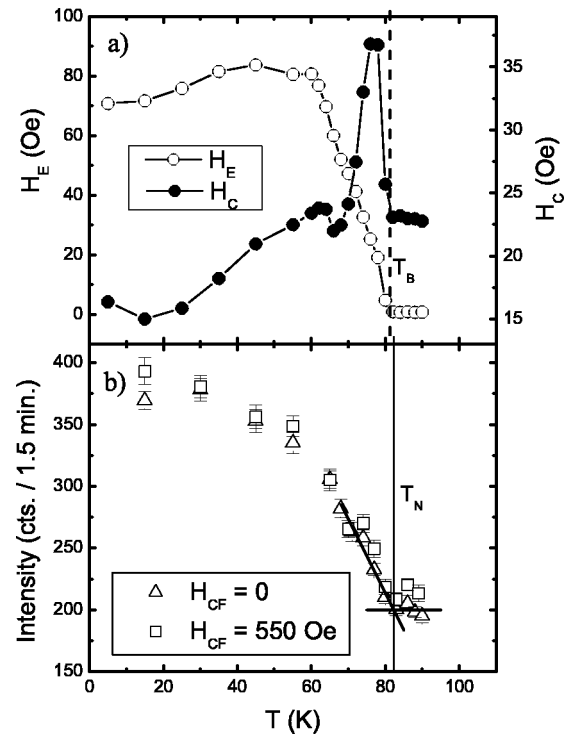 a)
100
80
60
40
20
0
H_E (Oe)
35
30
25
20
15
H_C (Oe)
H_E
H_C
T_B
b)
400
350
300
250
200
150
Intensity (cts. / 1.5 min.)
T_N
H_CF = 0
H_CF = 550 Oe
0 20 40 60 80 100
T (K)